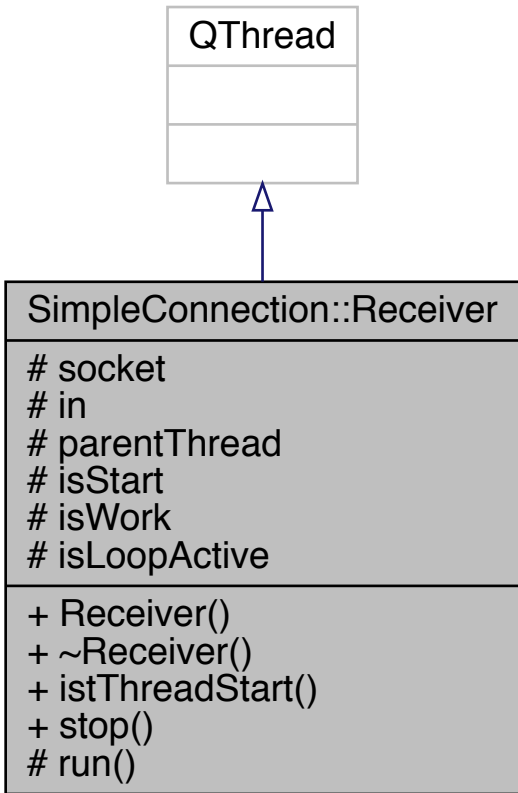 QThread
SimpleConnection::Receiver
# socket
# in
# parentThread
# isStart
# isWork
# isLoopActive
+ Receiver()
+ ~Receiver()
+ istThreadStart()
+ stop()
# run()